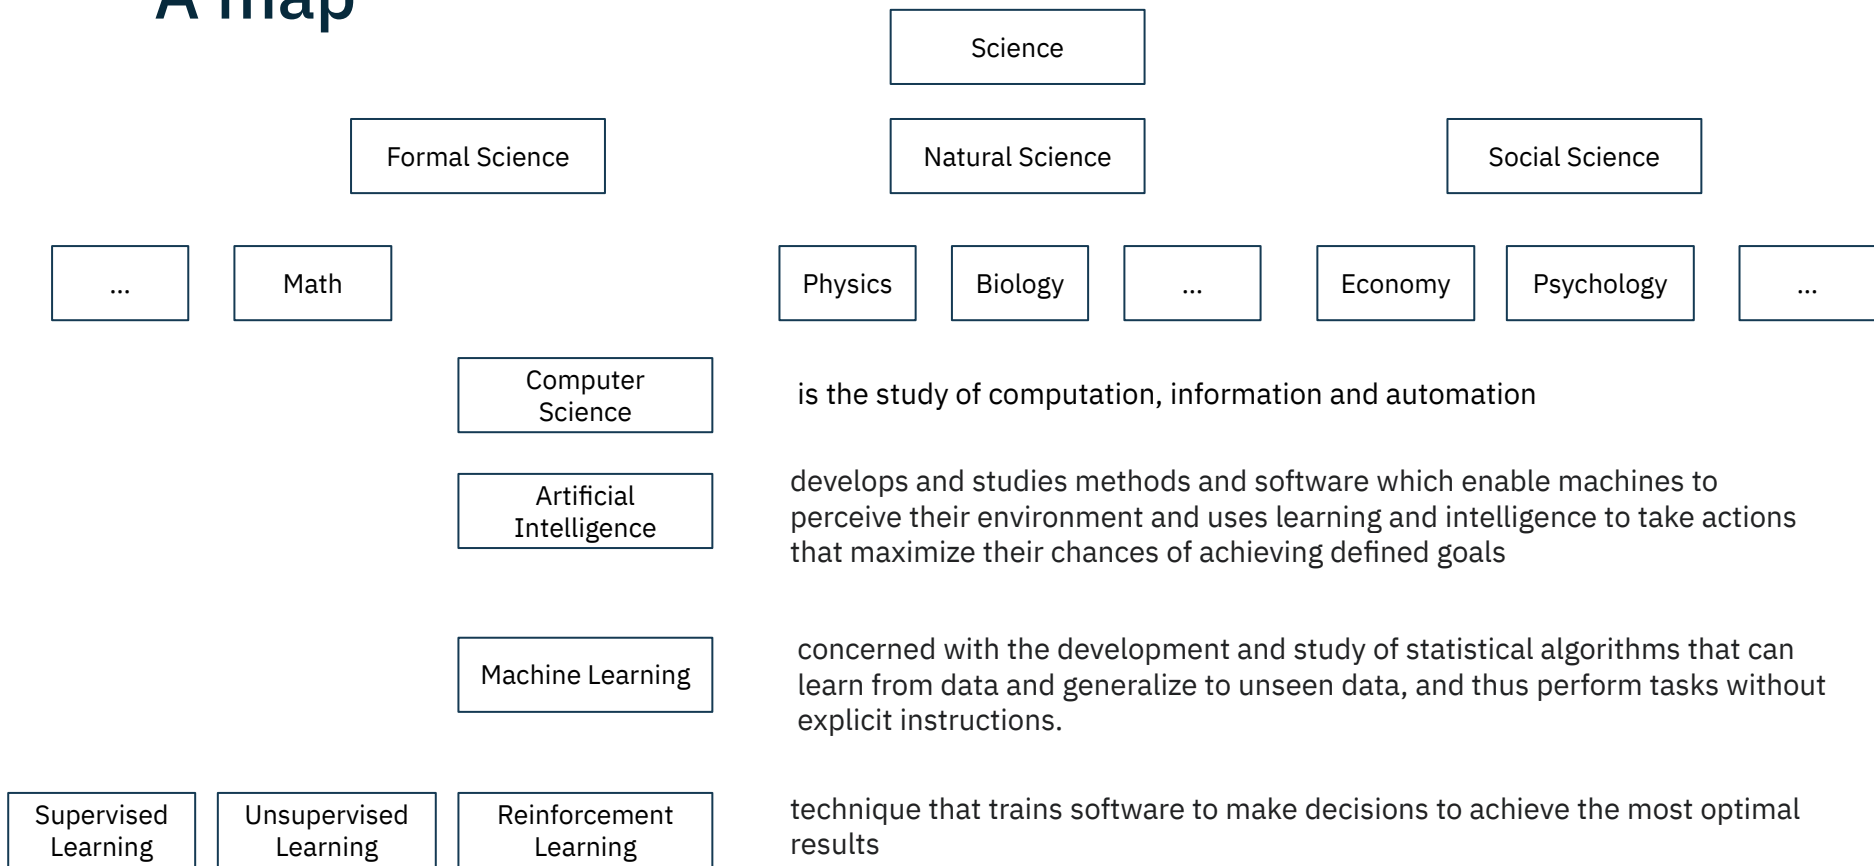 A map
Science
Formal Science
Natural Science
Social Science
...
Math
Physics
Biology
...
Economy
Psychology
...
Computer
Science
is the study of computation, information and automation
Artificial
Intelligence
develops and studies methods and software which enable machines to
perceive their environment and uses learning and intelligence to take actions
that maximize their chances of achieving defined goals
Machine Learning
concerned with the development and study of statistical algorithms that can
learn from data and generalize to unseen data, and thus perform tasks without
explicit instructions.
Supervised
Learning
Unsupervised
Learning
Reinforcement
Learning
technique that trains software to make decisions to achieve the most optimal
results